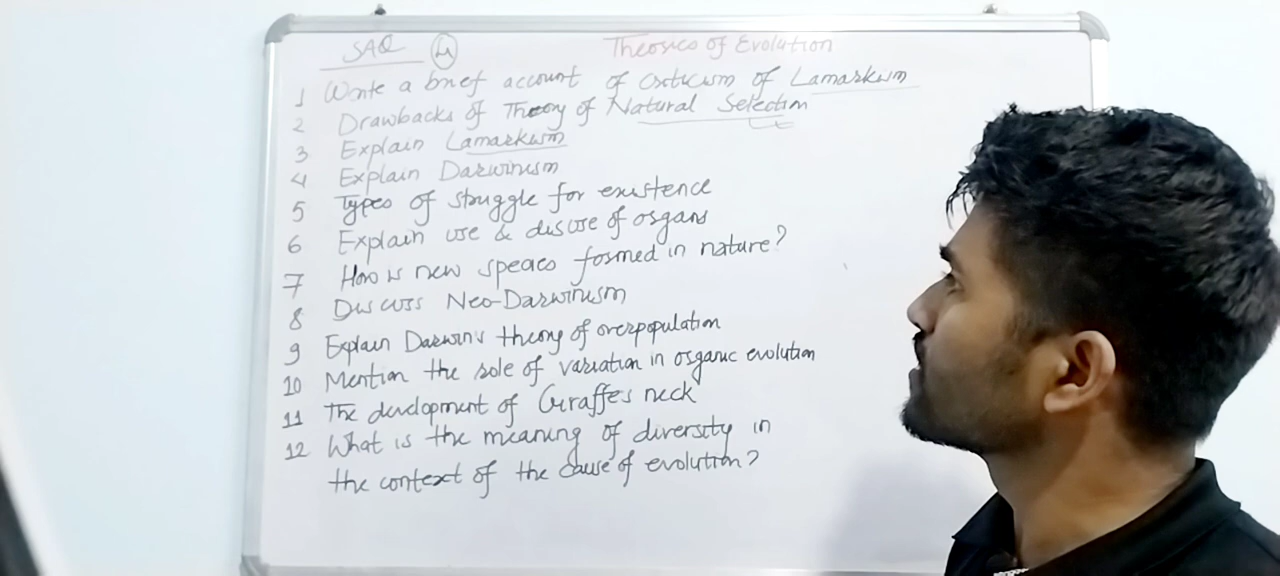 SAQ 4 Theories of Evolution
1 Write a brief account of criticism of Lamarkism
2 Drawbacks of Theory of Natural Selection
3 Explain Lamarkism
4 Explain Darwinism
5 Types of struggle for existence
6 Explain use & disuse of organs
7 How is new species formed in nature?
8 Discuss Neo-Darwinism
9 Explain Darwins theory of overpopulation
10 Mention the role of variation in organic evolution
11 The development of Giraffes neck
12 What is the meaning of diversity in
the context of the cause of evolution?